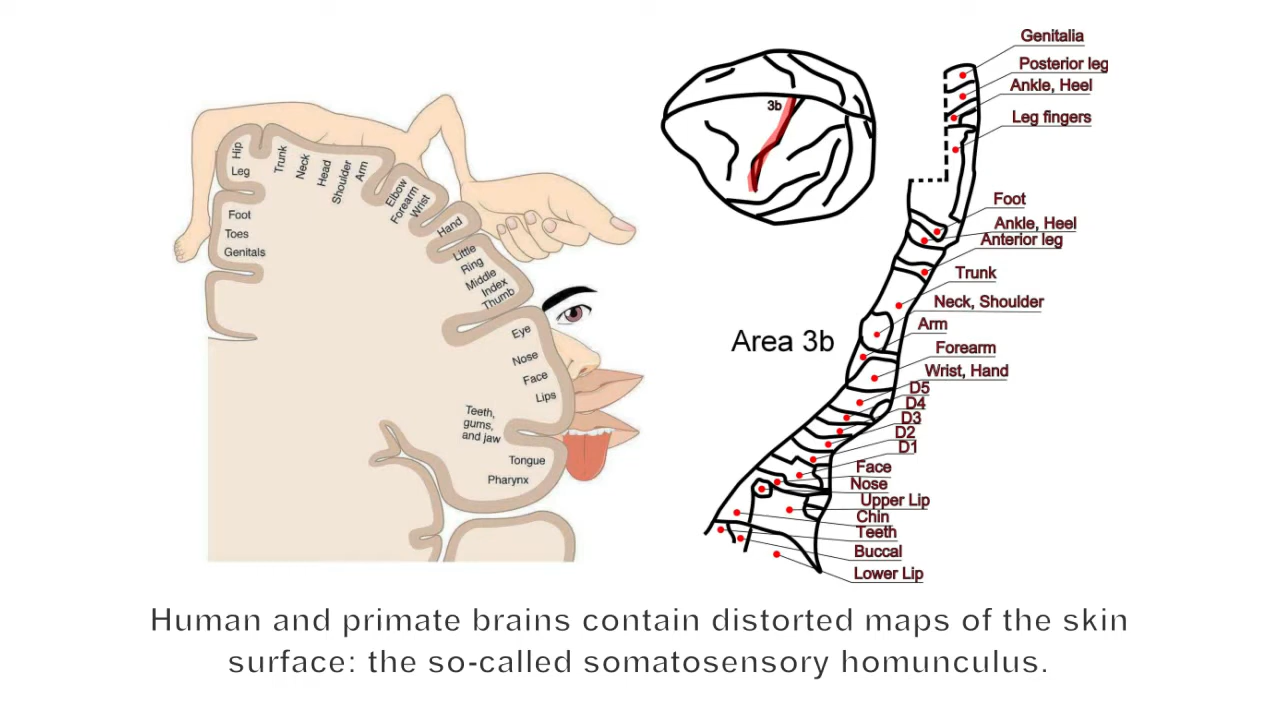 Hip
Leg
Foot
Toes
Genitals
Trunk
Neck
Head
Shoulder
Arm
Elbow
Forearm
Wrist
Hand
Little
Ring
Middle
Index
Thumb
Eye
Nose
Face
Lips
Teeth,
gums,
and jaw
Tongue
Pharynx
3b
Area 3b
Genitalia
Posterior leg
Ankle, Heel
Leg fingers
Foot
Ankle, Heel
Anterior leg
Trunk
Neck, Shoulder
Arm
Forearm
Wrist, Hand
D5
D4
D3
D2
D1
Face
Nose
Upper Lip
Chin
Teeth
Buccal
Lower Lip
Human and primate brains contain distorted maps of the skin
surface: the so-called somatosensory homunculus.